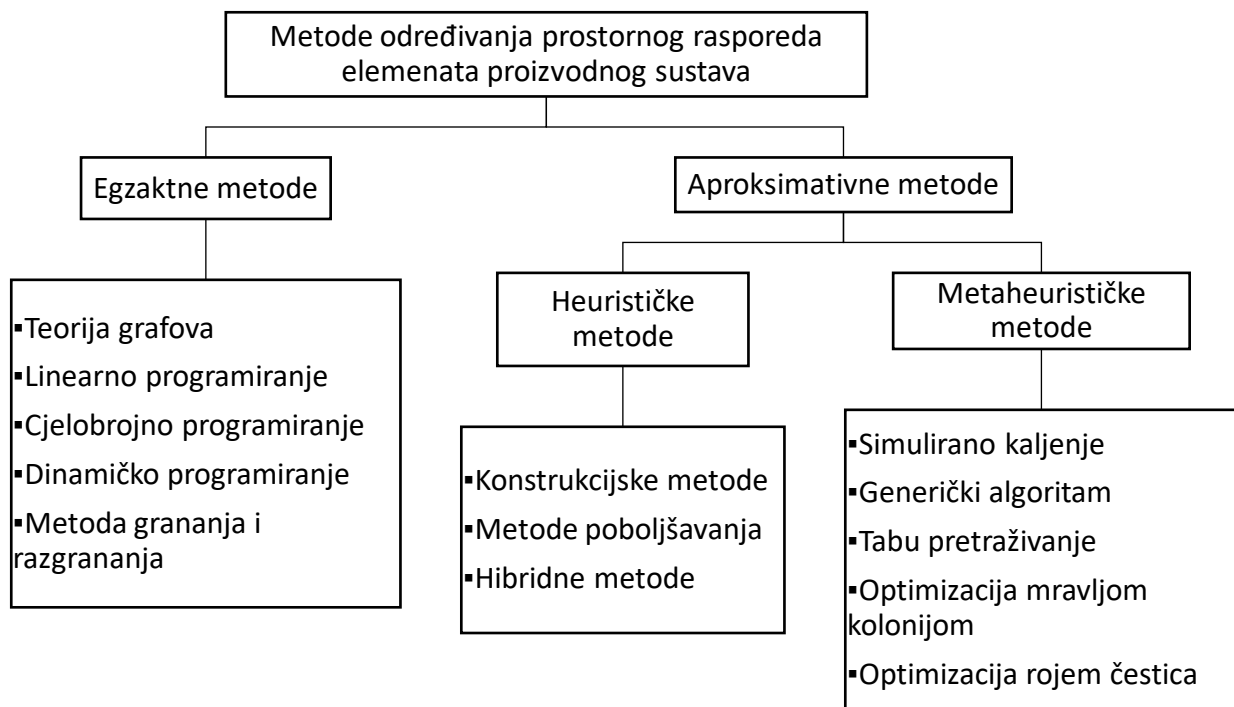 Metode određivanja prostornog rasporeda
elemenata proizvodnog sustava
Egzaktne metode
Aproksimativne metode
▪Teorija grafova
▪Linearno programiranje
▪Cjelobrojno programiranje
▪Dinamičko programiranje
▪Metoda grananja i
razgrananja
Heurističke
metode
Metaheurističke
metode
▪Konstrukcijske metode
▪Metode poboljšavanja
▪Hibridne metode
▪Simulirano kaljenje
▪Generički algoritam
▪Tabu pretraživanje
▪Optimizacija mravljom
kolonijom
▪Optimizacija rojem čestica